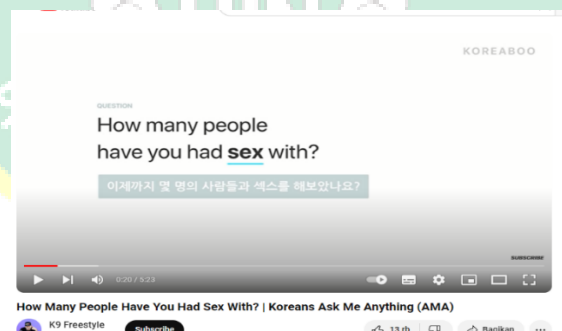 KOREABOO
QUESTION
How many people
have you had sex with?
이제까지 몇 명의 사람들과 섹스를 해보았나요?
SUBSCRIBE
0:20 / 5:23
How Many People Have You Had Sex With? | Koreans Ask Me Anything (AMA)
K9 Freestyle
Subscribe
13 rb
Bagikan